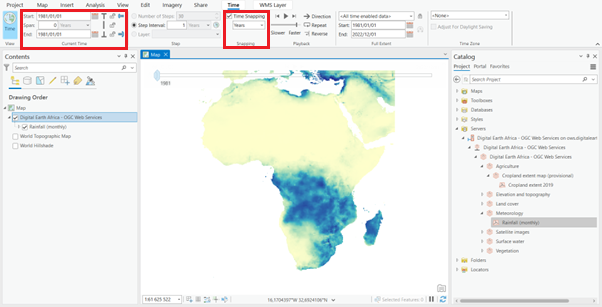 Project Map Insert Analysis View Edit Imagery Share Time WMS Layer
Start: 1981/01/01
Span: 0 Years
End: 1981/01/01
Time
View
Current Time
Number of Steps: 38
Step Interval: 1 Years
Layer:
Step
Time Snapping
Years
Snapping
Direction
Repeat
Slower Faster Reverse
Playback
<All time enabled data>
Start: 1981/01/01
End: 2022/12/01
Full Extent
<None>
Adjust for Daylight Saving
Time Zone
Contents
Search
Drawing Order
Map
Digital Earth Africa - OGC Web Services
Rainfall (monthly)
World Topographic Map
World Hillshade
Map
1981
1:61 625 522
16,1704397°W 32,6924108°N
Selected Features: 0
Catalog
Project Portal Favorites
Search Project
Maps
Toolboxes
Databases
Styles
Servers
Digital Earth Africa - OGC Web Services on ows.digitalear
Digital Earth Africa - OGC Web Services
Digital Earth Africa - OGC Web Services
Agriculture
Cropland extent map (provisional)
Cropland extent 2019
Elevation and topography
Land cover
Meteorology
Rainfall (monthly)
Satellite images
Surface water
Vegetation
Folders
Locators